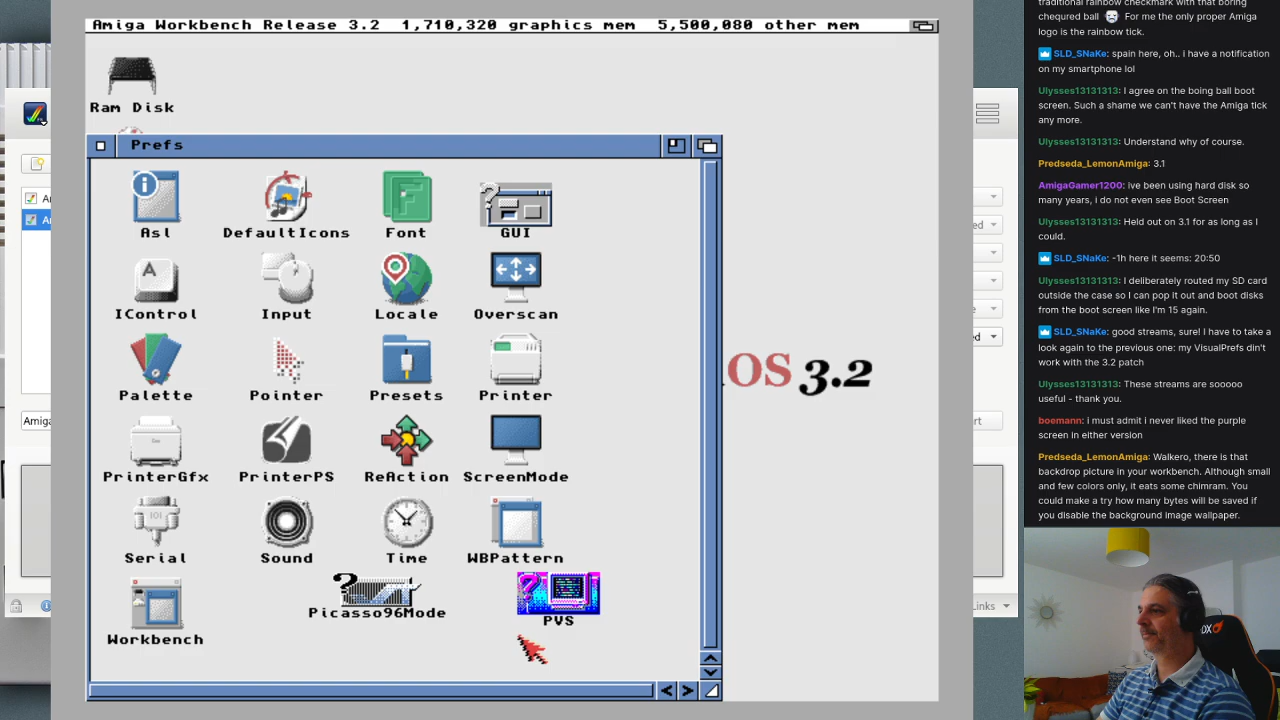 Amiga Workbench Release 3.2 1,710,320 graphics mem 5,500,080 other mem
Ram Disk
Prefs
Asl DefaultIcons Font GUI
IControl Input Locale Overscan
Palette Pointer Presets Printer
PrinterGfx PrinterPS ReAction ScreenMode
Serial Sound Time WBPattern
Picasso96Mode PVS
Workbench
OS 3.2
Amiga
Links
traditional rainbow checkmark with that boring
chequred ball For me the only proper Amiga
logo is the rainbow tick.
SLD_SNaKe: spain here, oh.. i have a notification
on my smartphone lol
Ulysses13131313: I agree on the boing ball boot
screen. Such a shame we can't have the Amiga tick
any more.
Ulysses13131313: Understand why of course.
Predseda_LemonAmiga: 3.1
AmigaGamer1200: ive been using hard disk so
many years, i do not even see Boot Screen
Ulysses13131313: Held out on 3.1 for as long as I
could.
SLD_SNaKe: -1h here it seems: 20:50
Ulysses13131313: I deliberately routed my SD card
outside the case so I can pop it out and boot disks
from the boot screen like I'm 15 again.
SLD_SNaKe: good streams, sure! I have to take a
look again to the previous one: my VisualPrefs din't
work with the 3.2 patch
Ulysses13131313: These streams are sooooo
useful - thank you.
boemann: i must admit i never liked the purple
screen in either version
Predseda_LemonAmiga: Walkero, there is that
backdrop picture in your workbench. Although small
and few colors only, it eats some chimram. You
could make a try how many bytes will be saved if
you disable the background image wallpaper.